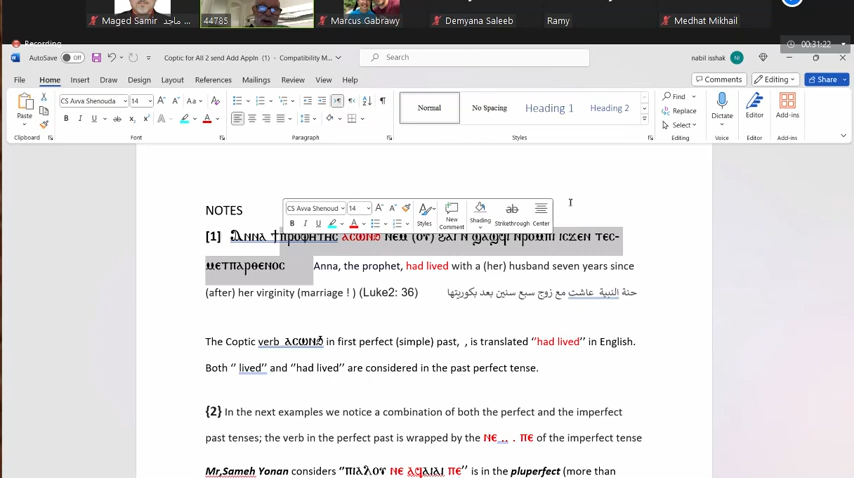 Maged Samir ... ماجد
44785
Marcus Gabrawy
Demyana Saleeb
Ramy
Medhat Mikhail
Recording
00:31:22
AutoSave Off
Coptic for All 2 send Add Appln (1) - Compatibility M...
Search
nabil isshak NI
File Home Insert Draw Design Layout References Mailings Review View Help
Comments Editing Share
Paste
CS Avva Shenouda 14
Normal No Spacing Heading 1 Heading 2
Find
Replace
Select
Dictate Editor Add-ins
Clipboard Font Paragraph Styles Editing Voice Editor Add-ins
CS Avva Shenoud 14
Styles New Comment Shading Strikethrough Center
NOTES
[1] Ⲁⲛⲛⲁ ϯⲡⲣⲟⲫⲏⲧⲏⲥ ⲁⲥⲱⲛϧ ⲛⲉⲙ (ⲟⲩ) ϩⲁⲓ ⲛ ϣⲁϣϥⲓ ⲛⲣⲟⲙⲡⲓ ⲓⲥϫⲉⲛ ⲧⲉⲥ-
ⲙⲉⲧⲡⲁⲣⲑⲉⲛⲟⲥ Anna, the prophet, had lived with a (her) husband seven years since
(after) her virginity (marriage ! ) (Luke2: 36) حنة النبية عاشت مع زوج سبع سنين بعد بكوريتها
The Coptic verb ⲁⲥⲱⲛϧ in first perfect (simple) past, , is translated ‘‘had lived’’ in English.
Both ‘‘ lived’’ and ‘‘had lived’’ are considered in the past perfect tense.
{2} In the next examples we notice a combination of both the perfect and the imperfect
past tenses; the verb in the perfect past is wrapped by the ⲛⲉ... . ⲡⲉ of the imperfect tense
Mr,Sameh Yonan considers ‘‘ⲡⲓⲁⲗⲟⲩ ⲛⲉ ⲁϥⲁⲓⲁⲓ ⲡⲉ’’ is in the pluperfect (more than